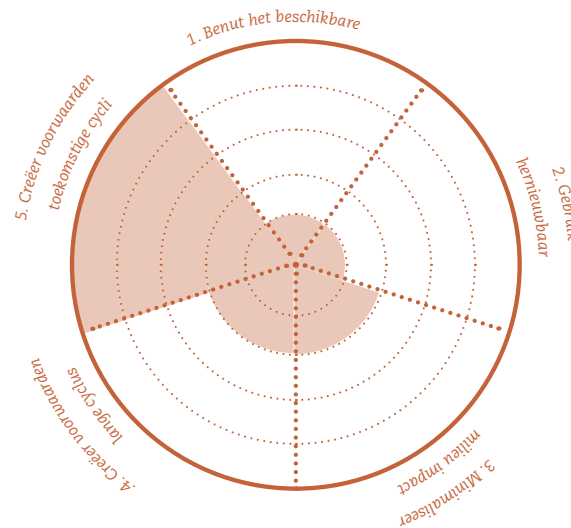 1. Benut het beschikbare
2. Gebruik
hernieuwbaar
3. Minimaliseer
milieu impact
4. Creëer voorwaarden
lange cyclus
5. Creëer voorwaarden
toekomstige cycli